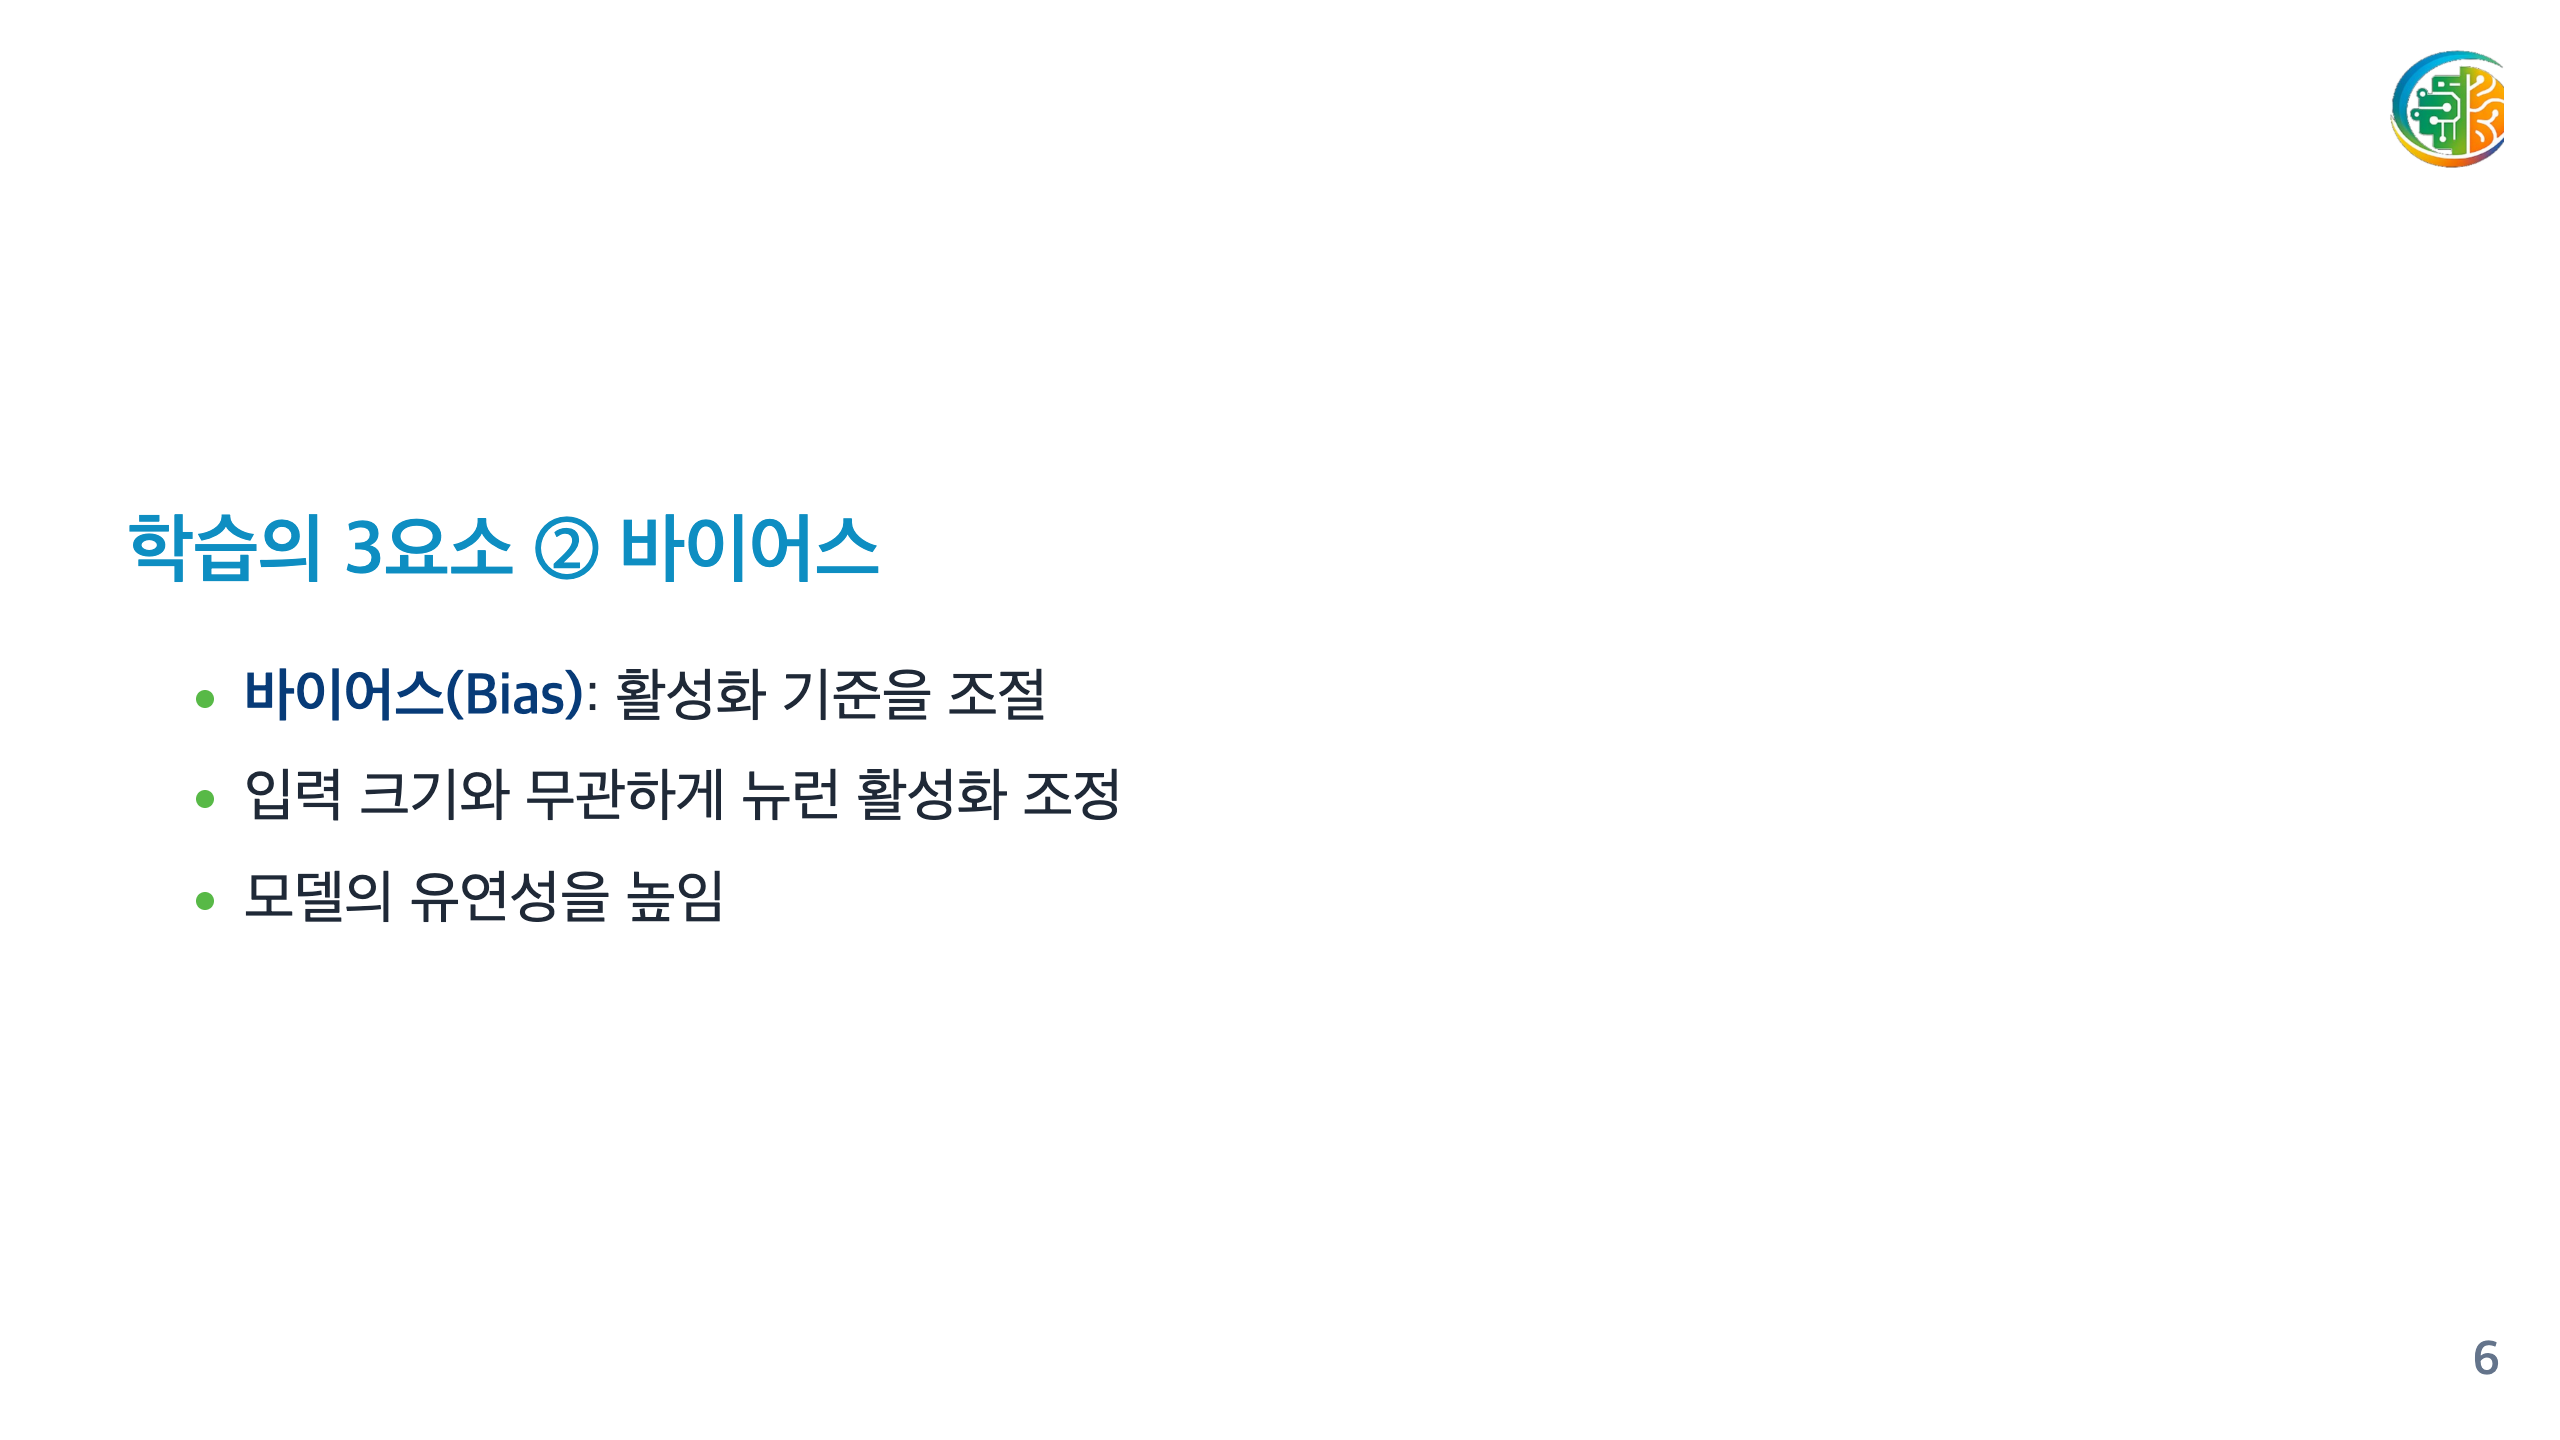 학습의 3요소 ② 바이어스
• 바이어스(Bias): 활성화 기준을 조절
• 입력 크기와 무관하게 뉴런 활성화 조정
• 모델의 유연성을 높임
6